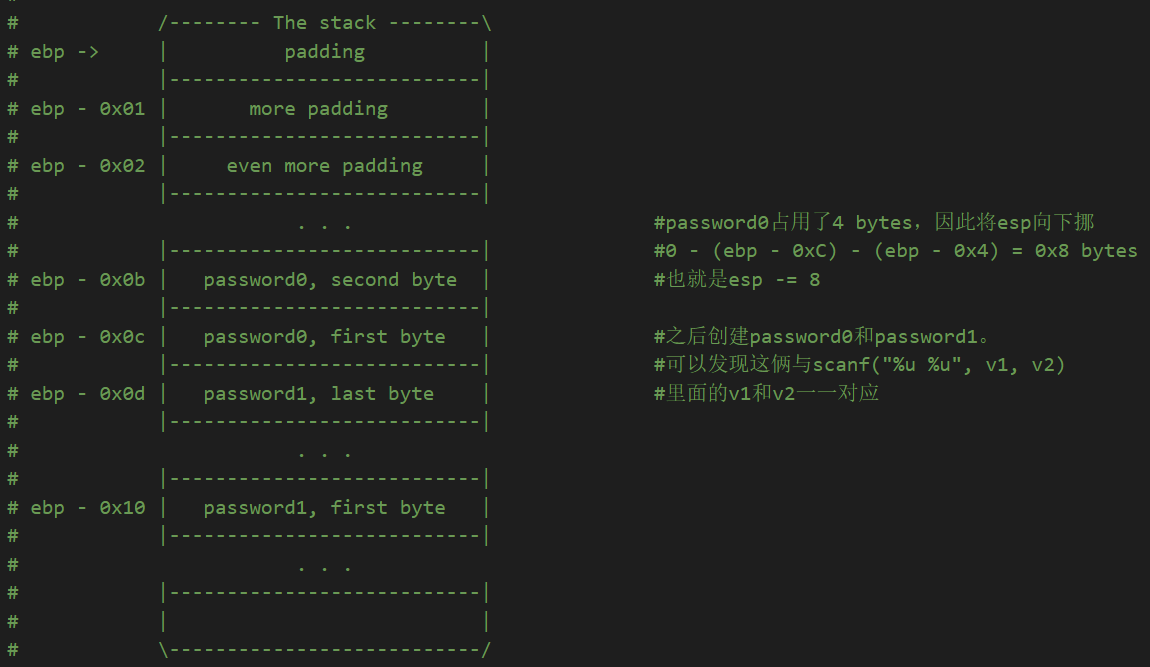 #            /-------- The stack --------\
# ebp ->     |          padding          |
#            |---------------------------|
# ebp - 0x01 |       more padding        |
#            |---------------------------|
# ebp - 0x02 |     even more padding     |
#            |---------------------------|
#                        . . .                          #password0占用了4 bytes，因此将esp向下挪
#            |---------------------------|              #0 - (ebp - 0xC) - (ebp - 0x4) = 0x8 bytes
# ebp - 0x0b |   password0, second byte  |              #也就是esp -= 8
#            |---------------------------|
# ebp - 0x0c |   password0, first byte   |              #之后创建password0和password1。
#            |---------------------------|              #可以发现这俩与scanf("%u %u", v1, v2)
# ebp - 0x0d |   password1, last byte    |              #里面的v1和v2一一对应
#            |---------------------------|
#                        . . .
#            |---------------------------|
# ebp - 0x10 |   password1, first byte   |
#            |---------------------------|
#                        . . .
#            |---------------------------|
#            |                           |
#            \---------------------------/